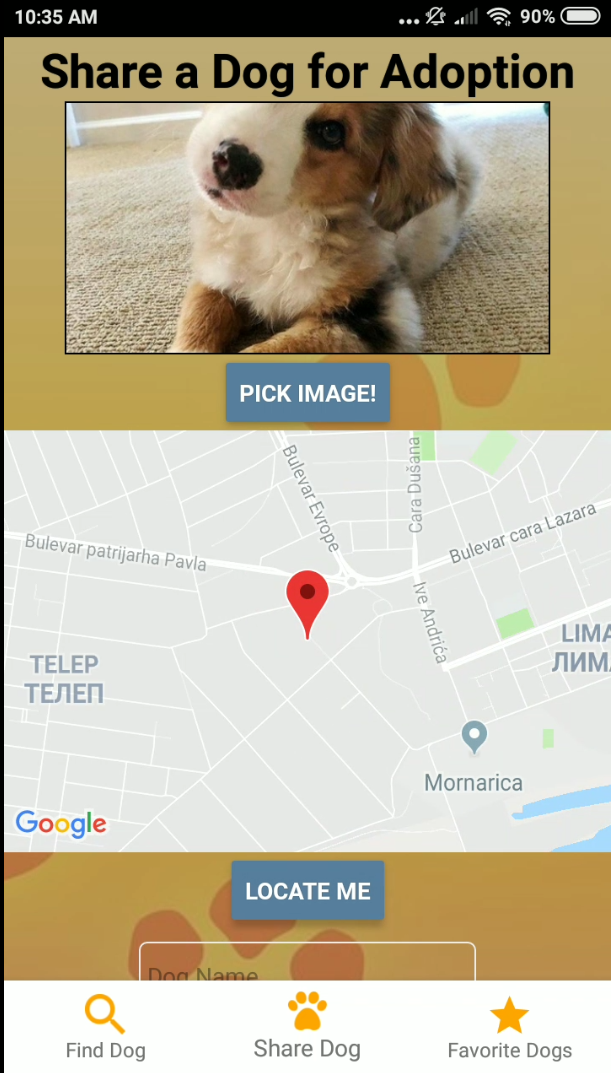 10:35 AM
90%
Share a Dog for Adoption
PICK IMAGE!
Bulevar Evrope
Cara Dušana
Bulevar cara Lazara
Bulevar patrijarha Pavla
Ive Andrića
TELEP
ТЕЛЕП
LIMA
ЛИМ
Mornarica
Google
LOCATE ME
Dog Name
Find Dog
Share Dog
Favorite Dogs